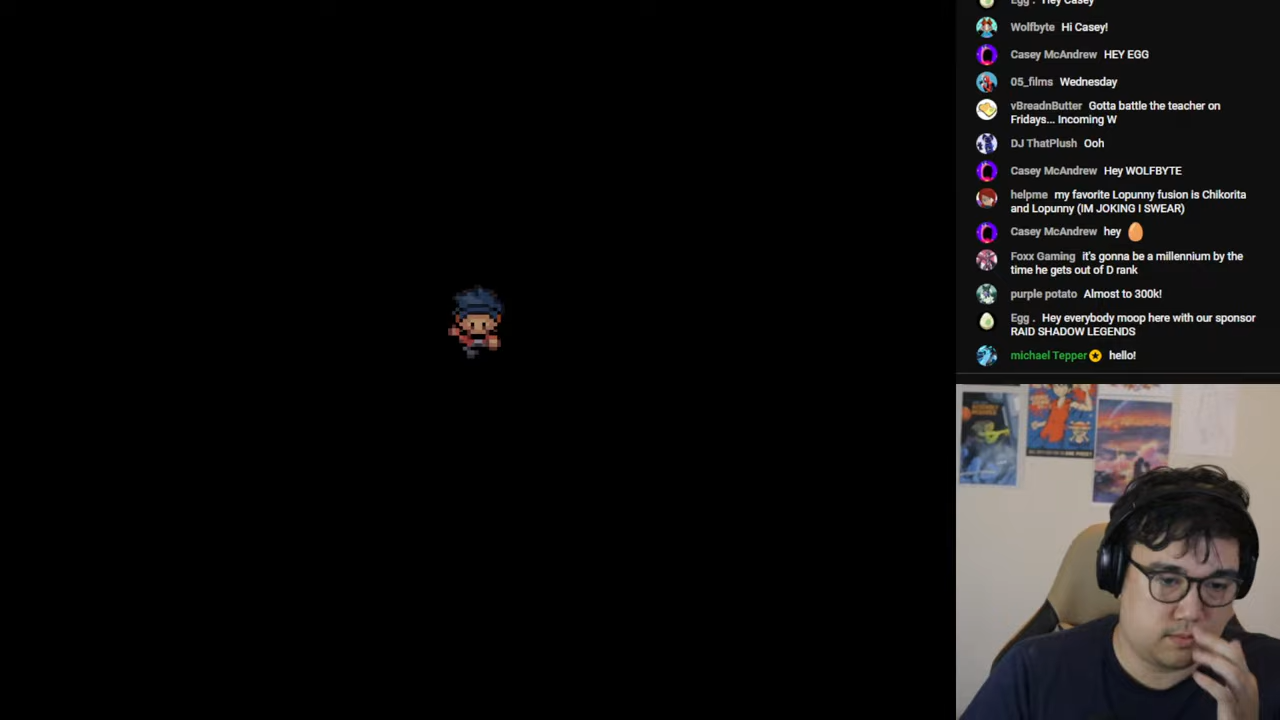 Egg . Hey Casey
Wolfbyte Hi Casey!
Casey McAndrew HEY EGG
05_films Wednesday
vBreadnButter Gotta battle the teacher on
Fridays... Incoming W
DJ ThatPlush Ooh
Casey McAndrew Hey WOLFBYTE
helpme my favorite Lopunny fusion is Chikorita
and Lopunny (IM JOKING I SWEAR)
Casey McAndrew hey
Foxx Gaming it's gonna be a millennium by the
time he gets out of D rank
purple potato Almost to 300k!
Egg . Hey everybody moop here with our sponsor
RAID SHADOW LEGENDS
michael Tepper hello!